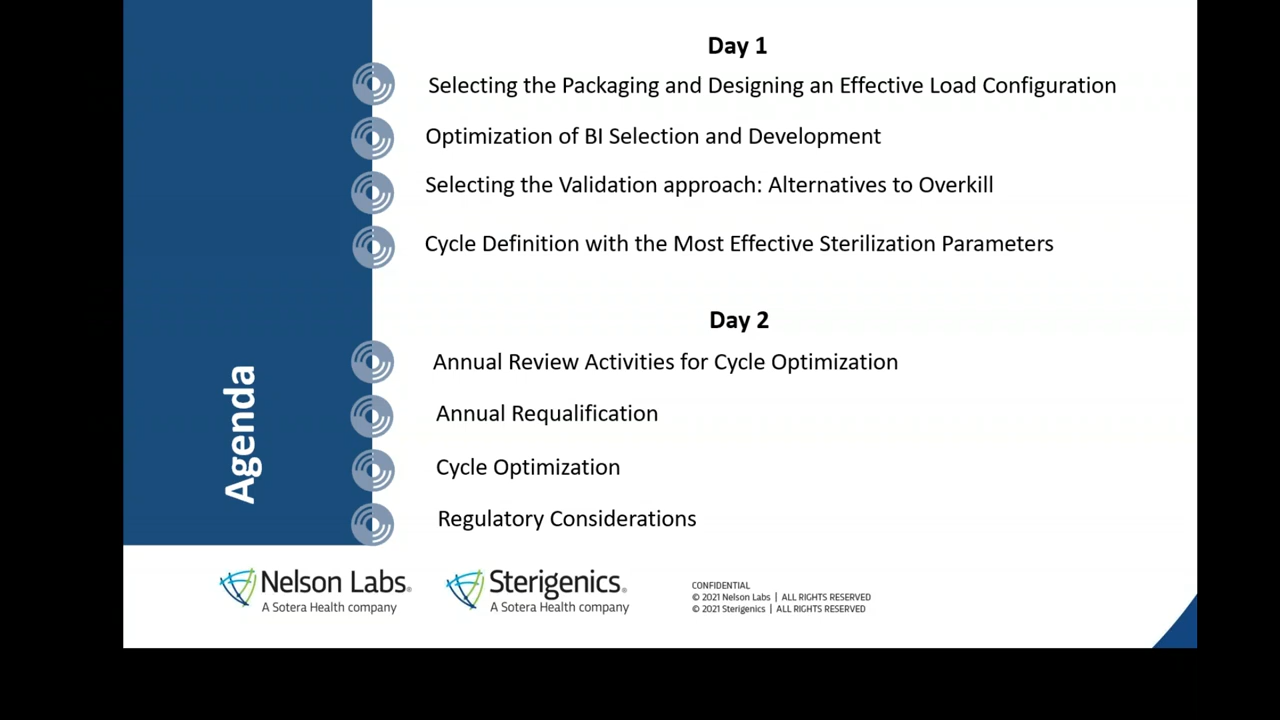 Day 1
Selecting the Packaging and Designing an Effective Load Configuration
Optimization of BI Selection and Development
Selecting the Validation approach: Alternatives to Overkill
Cycle Definition with the Most Effective Sterilization Parameters
Day 2
Annual Review Activities for Cycle Optimization
Annual Requalification
Cycle Optimization
Regulatory Considerations
Agenda
Nelson Labs®
A Sotera Health company
Sterigenics®
A Sotera Health company
CONFIDENTIAL
© 2021 Nelson Labs | ALL RIGHTS RESERVED
© 2021 Sterigenics | ALL RIGHTS RESERVED